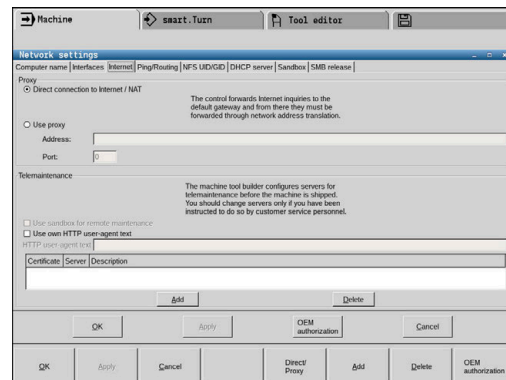 Machine
smart.Turn
Tool editor
Network settings
Computer name Interfaces Internet Ping/Routing NFS UID/GID DHCP server Sandbox SMB release
Proxy
Direct connection to Internet / NAT
The control forwards Internet inquiries to the
default gateway and from there they must be
forwarded through network address translation.
Use proxy
Address:
Port: 0
Telemaintenance
The machine tool builder configures servers for
telemaintenance before the machine is shipped.
You should change servers only if you have been
instructed to do so by customer service personnel.
Use sandbox for remote maintenance
Use own HTTP user-agent text
HTTP user agent text
Certificate Server Description
Add Delete
OK Apply OEM authorization Cancel
OK Apply Cancel Direct/ Proxy Add Delete OEM authorization